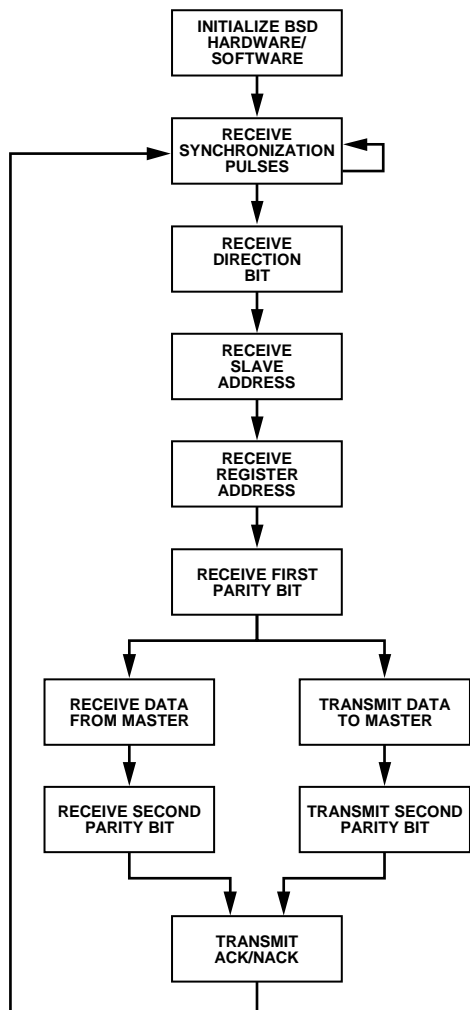 INITIALIZE BSD
HARDWARE/
SOFTWARE
RECEIVE
SYNCHRONIZATION
PULSES
RECEIVE
DIRECTION
BIT
RECEIVE
SLAVE
ADDRESS
RECEIVE
REGISTER
ADDRESS
RECEIVE FIRST
PARITY BIT
RECEIVE DATA
FROM MASTER
TRANSMIT DATA
TO MASTER
RECEIVE SECOND
PARITY BIT
TRANSMIT SECOND
PARITY BIT
TRANSMIT
ACK/NACK